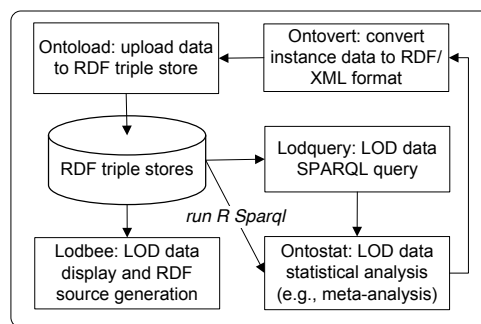 Ontoload: upload data
to RDF triple store
Ontovert: convert
instance data to RDF/
XML format
RDF triple stores
Lodquery: LOD data
SPARQL query
run R Sparql
Lodbee: LOD data
display and RDF
source generation
Ontostat: LOD data
statistical analysis
(e.g., meta-analysis)